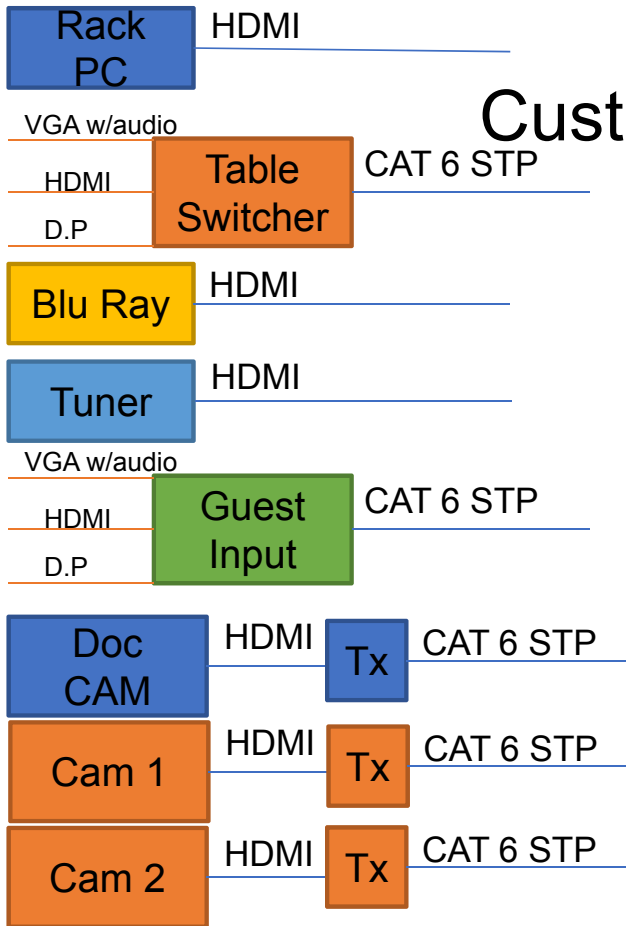 Rack
PC
HDMI
Cust
VGA w/audio
HDMI
D.P
Table
Switcher
CAT 6 STP
Blu Ray
HDMI
Tuner
HDMI
VGA w/audio
HDMI
D.P
Guest
Input
CAT 6 STP
Doc
CAM
HDMI
Tx
CAT 6 STP
Cam 1
HDMI
Tx
CAT 6 STP
Cam 2
HDMI
Tx
CAT 6 STP